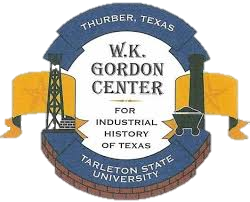 THURBER, TEXAS
W.K.
GORDON
CENTER
FOR
INDUSTRIAL
HISTORY
OF TEXAS
TARLETON STATE
UNIVERSITY